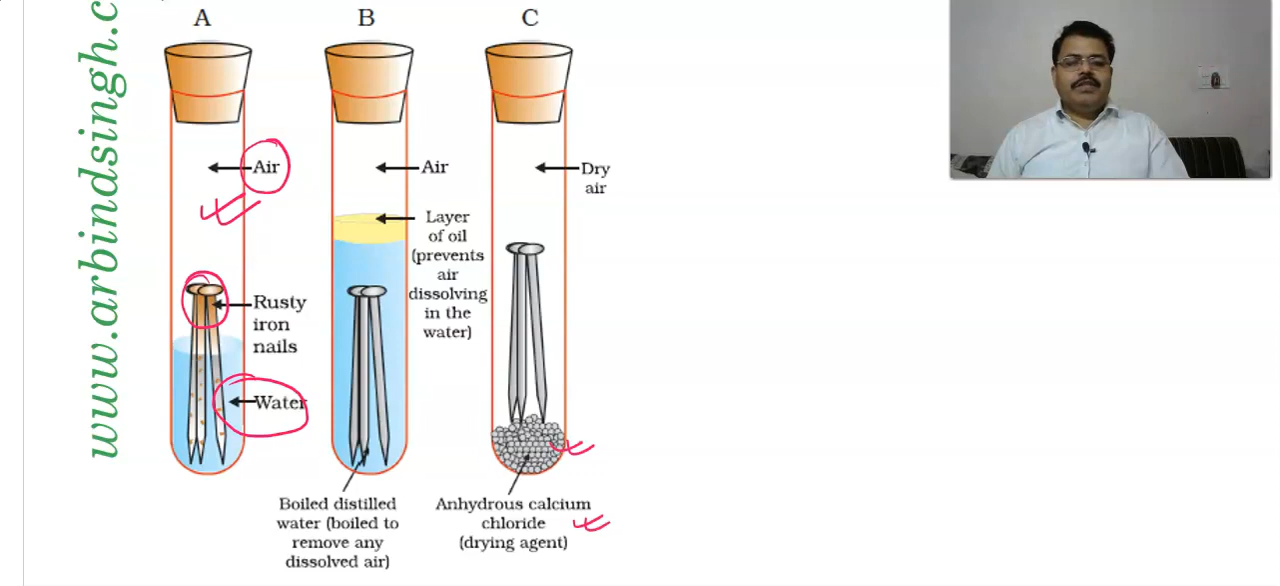 A
B
C
www.arbindsingh.c
Air
Air
Dry
air
Layer
of oil
(prevents
air
dissolving
in the
water)
Rusty
iron
nails
Water
Boiled distilled
water (boiled to
remove any
dissolved air)
Anhydrous calcium
chloride
(drying agent)